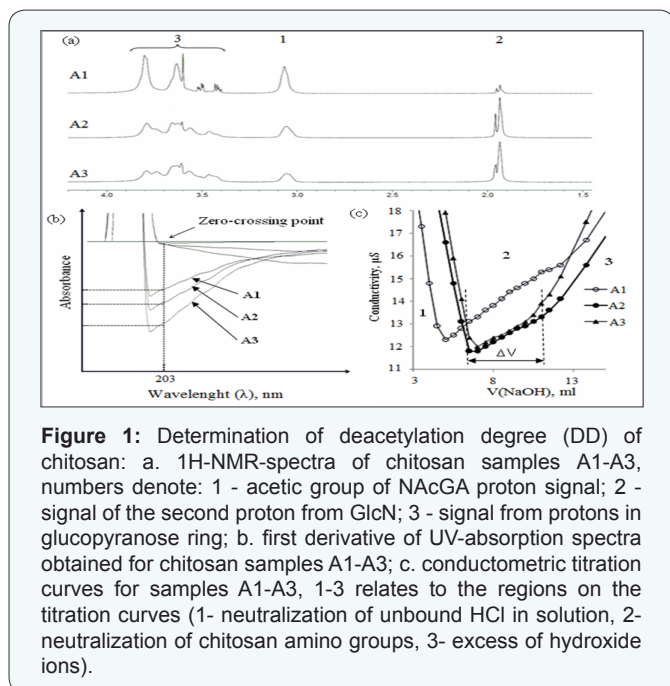 (a)
3
1
2
A1
A2
A3
4.0 3.5 3.0 2.5 2.0 1.5
(b)
Zero-crossing point
Absorbance
A1
A2
A3
203
Wavelenght (λ), nm
(c)
18
17
16
15
14
13
12
11
Conductivity, µS
1
2
3
A1
A2
A3
ΔV
3 8 13
V(NaOH), ml
Figure 1: Determination of deacetylation degree (DD) of
chitosan: a. 1H-NMR-spectra of chitosan samples A1-A3,
numbers denote: 1 - acetic group of NAcGA proton signal; 2 -
signal of the second proton from GlcN; 3 - signal from protons in
glucopyranose ring; b. first derivative of UV-absorption spectra
obtained for chitosan samples A1-A3; c. conductometric titration
curves for samples A1-A3, 1-3 relates to the regions on the
titration curves (1- neutralization of unbound HCl in solution, 2-
neutralization of chitosan amino groups, 3- excess of hydroxide
ions).